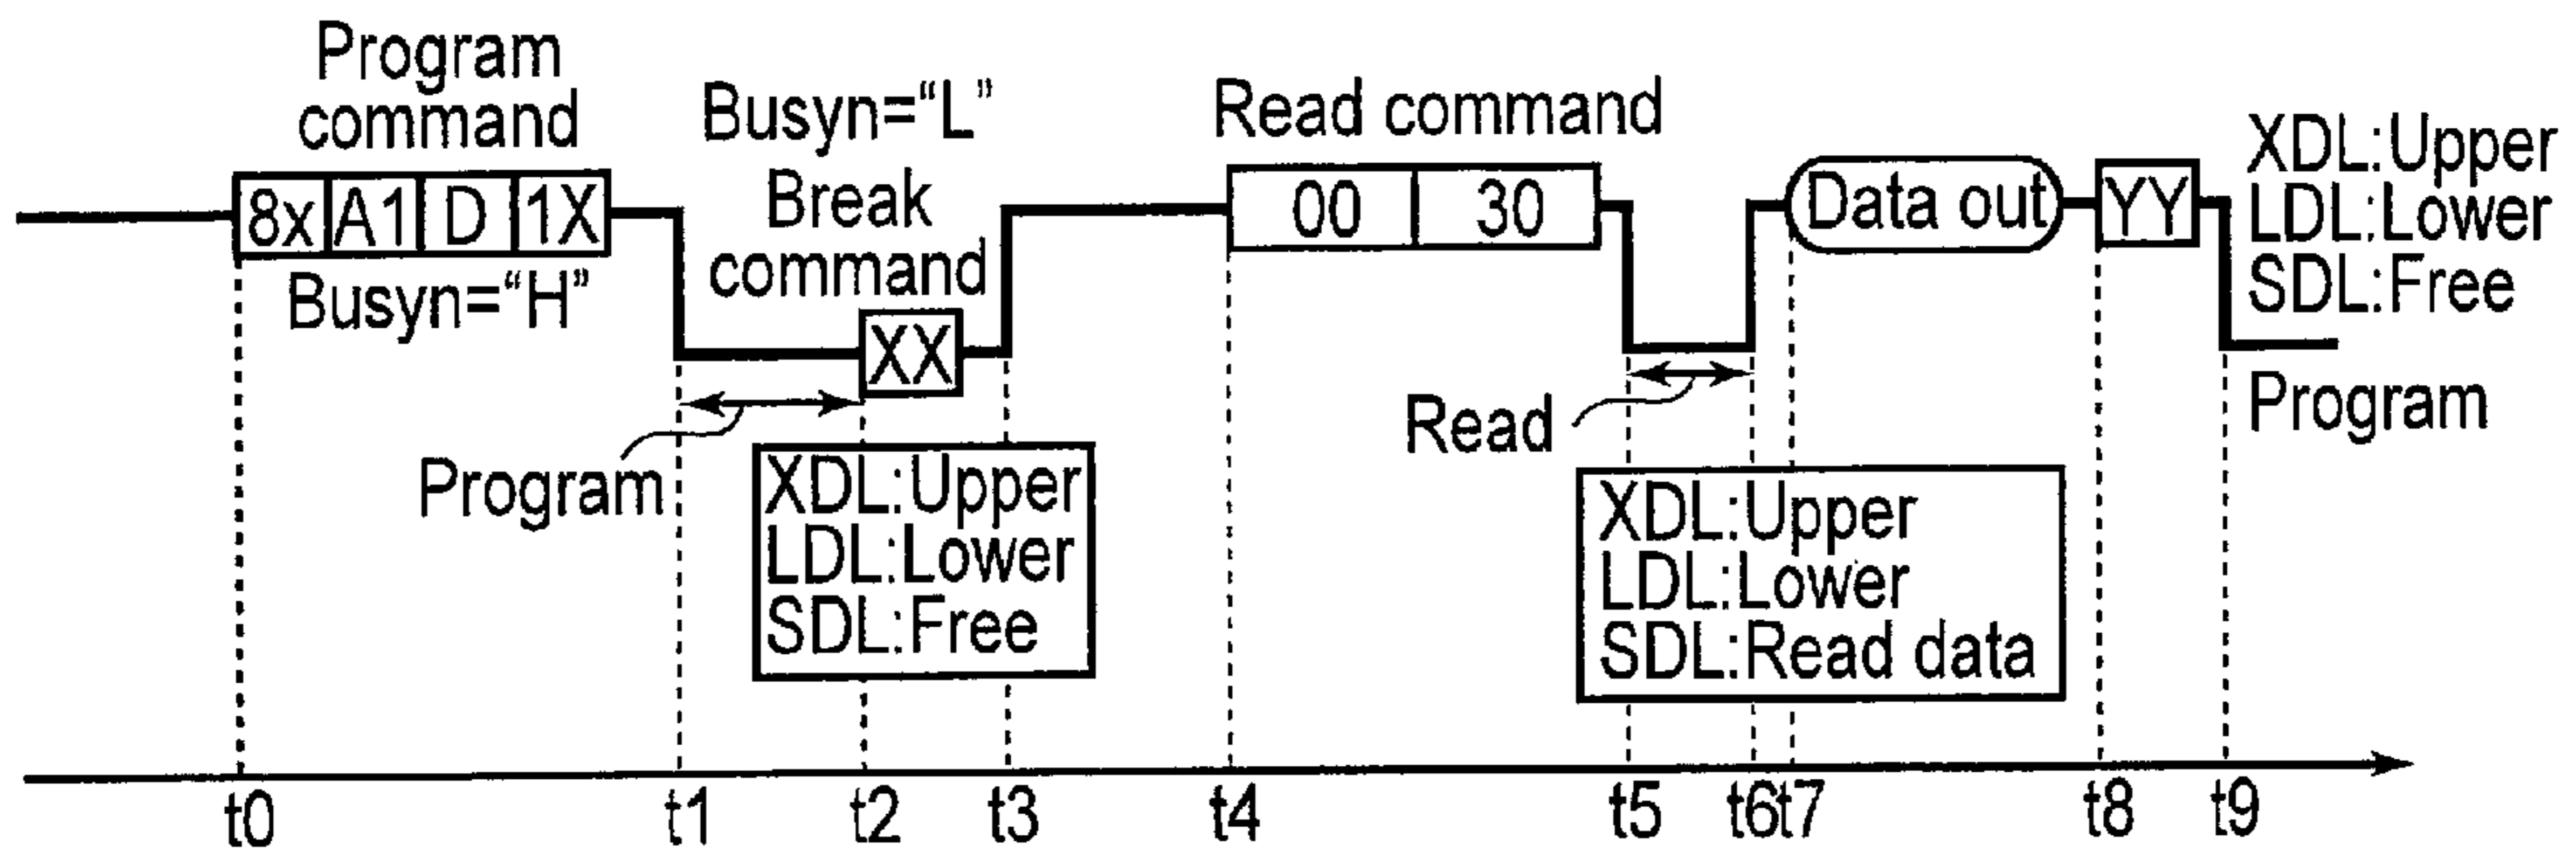 Program
command
8x A1 D 1X
Busyn=“H”
Busyn=“L”
Break
command
XX
Program
XDL:Upper
LDL:Lower
SDL:Free
Read command
00 30
Read
XDL:Upper
LDL:Lower
SDL:Read data
Data out
YY
XDL:Upper
LDL:Lower
SDL:Free
Program
t0 t1 t2 t3 t4 t5 t6 t7 t8 t9